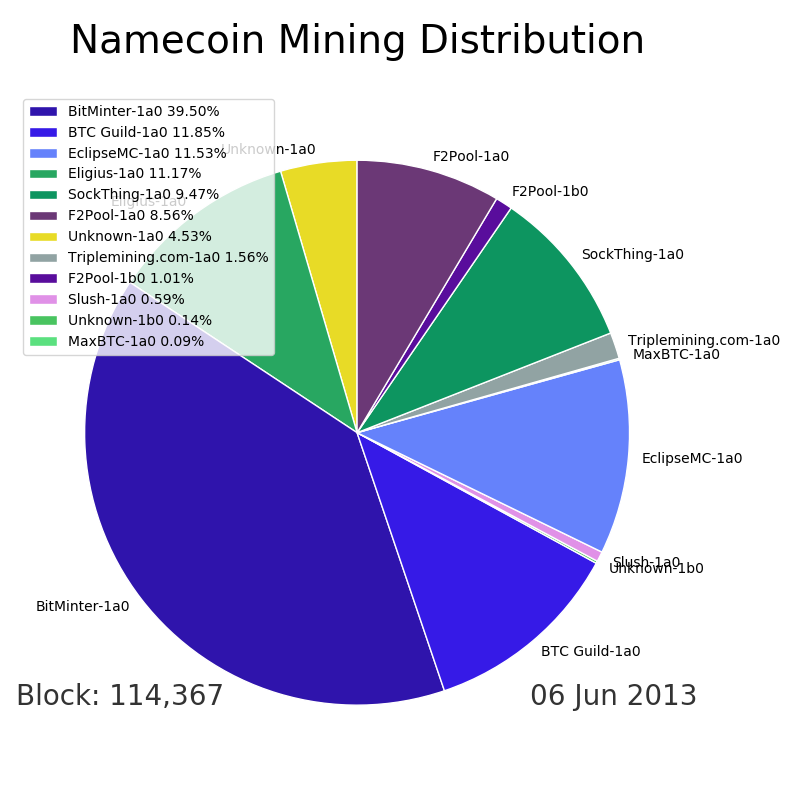 Namecoin Mining Distribution
BitMinter-1a0 39.50%
BTC Guild-1a0 11.85%
EclipseMC-1a0 11.53%
Eligius-1a0 11.17%
SockThing-1a0 9.47%
F2Pool-1a0 8.56%
Unknown-1a0 4.53%
Triplemining.com-1a0 1.56%
F2Pool-1b0 1.01%
Slush-1a0 0.59%
Unknown-1b0 0.14%
MaxBTC-1a0 0.09%
Unknown-1a0
Eligius-1a0
F2Pool-1a0
F2Pool-1b0
SockThing-1a0
Triplemining.com-1a0
MaxBTC-1a0
EclipseMC-1a0
Slush-1a0
Unknown-1b0
BTC Guild-1a0
BitMinter-1a0
Block: 114,367
06 Jun 2013